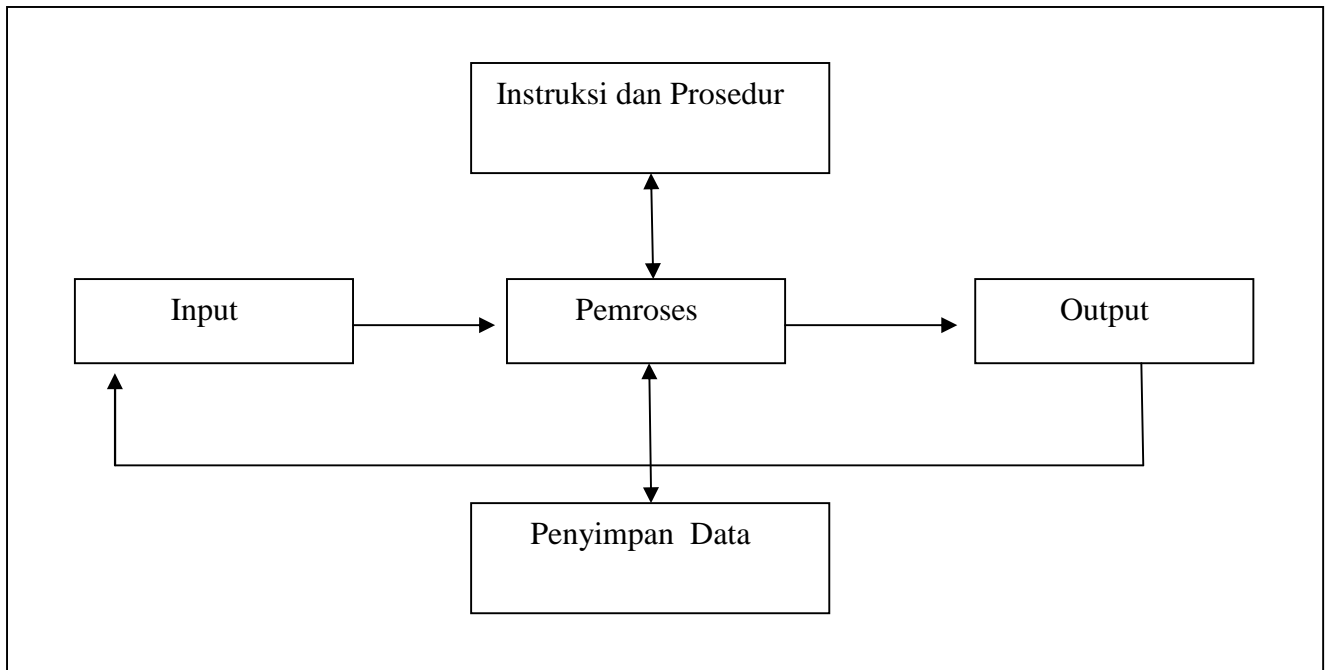 Instruksi dan Prosedur
Input
Pemroses
Output
Penyimpan Data